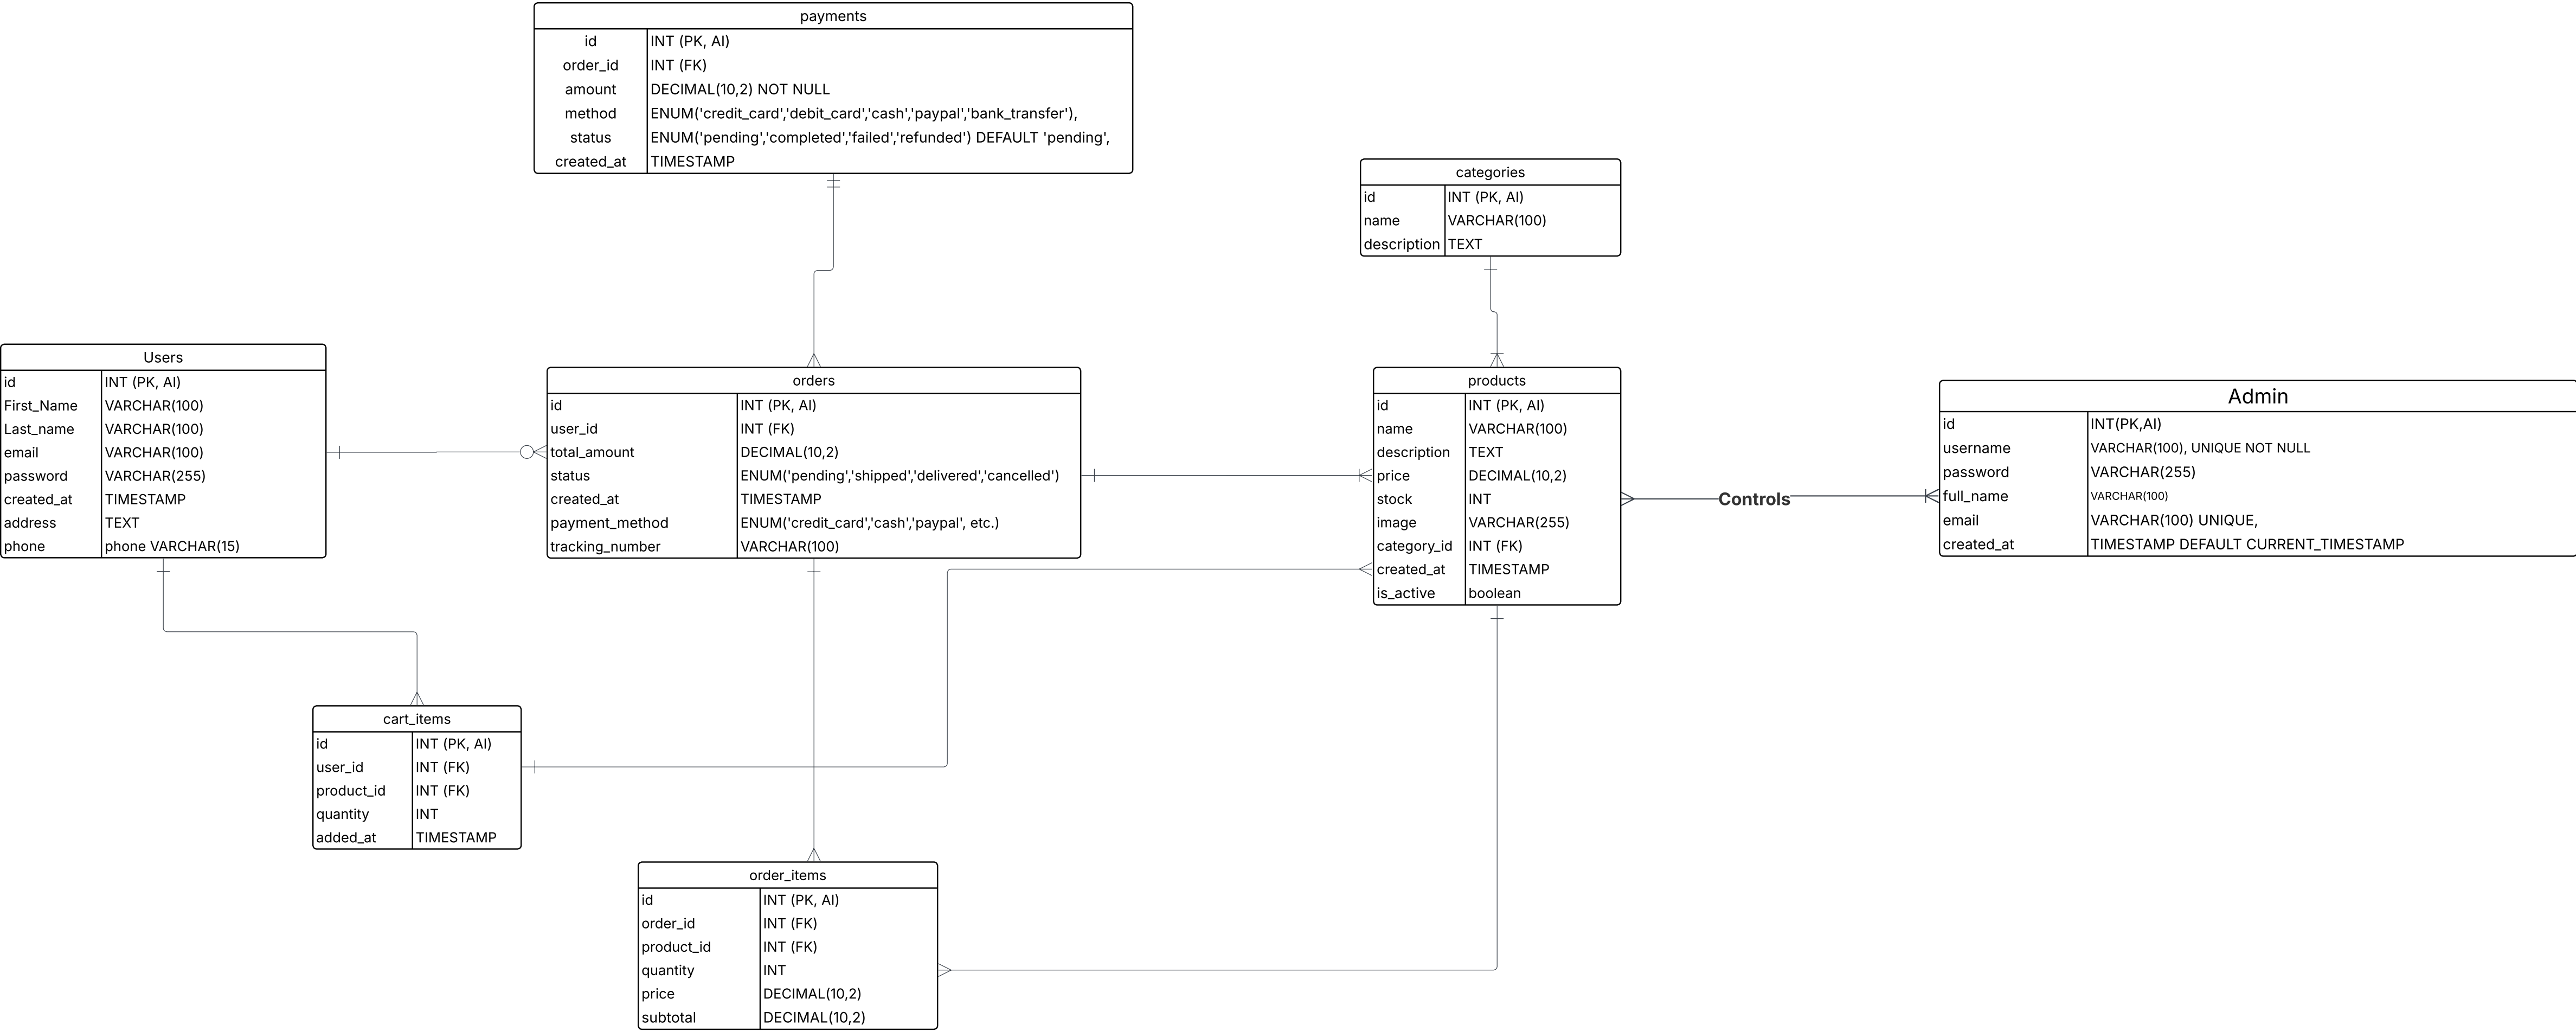 payments
id INT (PK, AI)
order_id INT (FK)
amount DECIMAL(10,2) NOT NULL
method ENUM('credit_card','debit_card','cash','paypal','bank_transfer'),
status ENUM('pending','completed','failed','refunded') DEFAULT 'pending',
created_at TIMESTAMP
categories
id INT (PK, AI)
name VARCHAR(100)
description TEXT
Users
id INT (PK, AI)
First_Name VARCHAR(100)
Last_name VARCHAR(100)
email VARCHAR(100)
password VARCHAR(255)
created_at TIMESTAMP
address TEXT
phone phone VARCHAR(15)
orders
id INT (PK, AI)
user_id INT (FK)
total_amount DECIMAL(10,2)
status ENUM('pending','shipped','delivered','cancelled')
created_at TIMESTAMP
payment_method ENUM('credit_card','cash','paypal', etc.)
tracking_number VARCHAR(100)
products
id INT (PK, AI)
name VARCHAR(100)
description TEXT
price DECIMAL(10,2)
stock INT
image VARCHAR(255)
category_id INT (FK)
created_at TIMESTAMP
is_active boolean
Controls
Admin
id INT(PK,AI)
username VARCHAR(100), UNIQUE NOT NULL
password VARCHAR(255)
full_name VARCHAR(100)
email VARCHAR(100) UNIQUE,
created_at TIMESTAMP DEFAULT CURRENT_TIMESTAMP
cart_items
id INT (PK, AI)
user_id INT (FK)
product_id INT (FK)
quantity INT
added_at TIMESTAMP
order_items
id INT (PK, AI)
order_id INT (FK)
product_id INT (FK)
quantity INT
price DECIMAL(10,2)
subtotal DECIMAL(10,2)